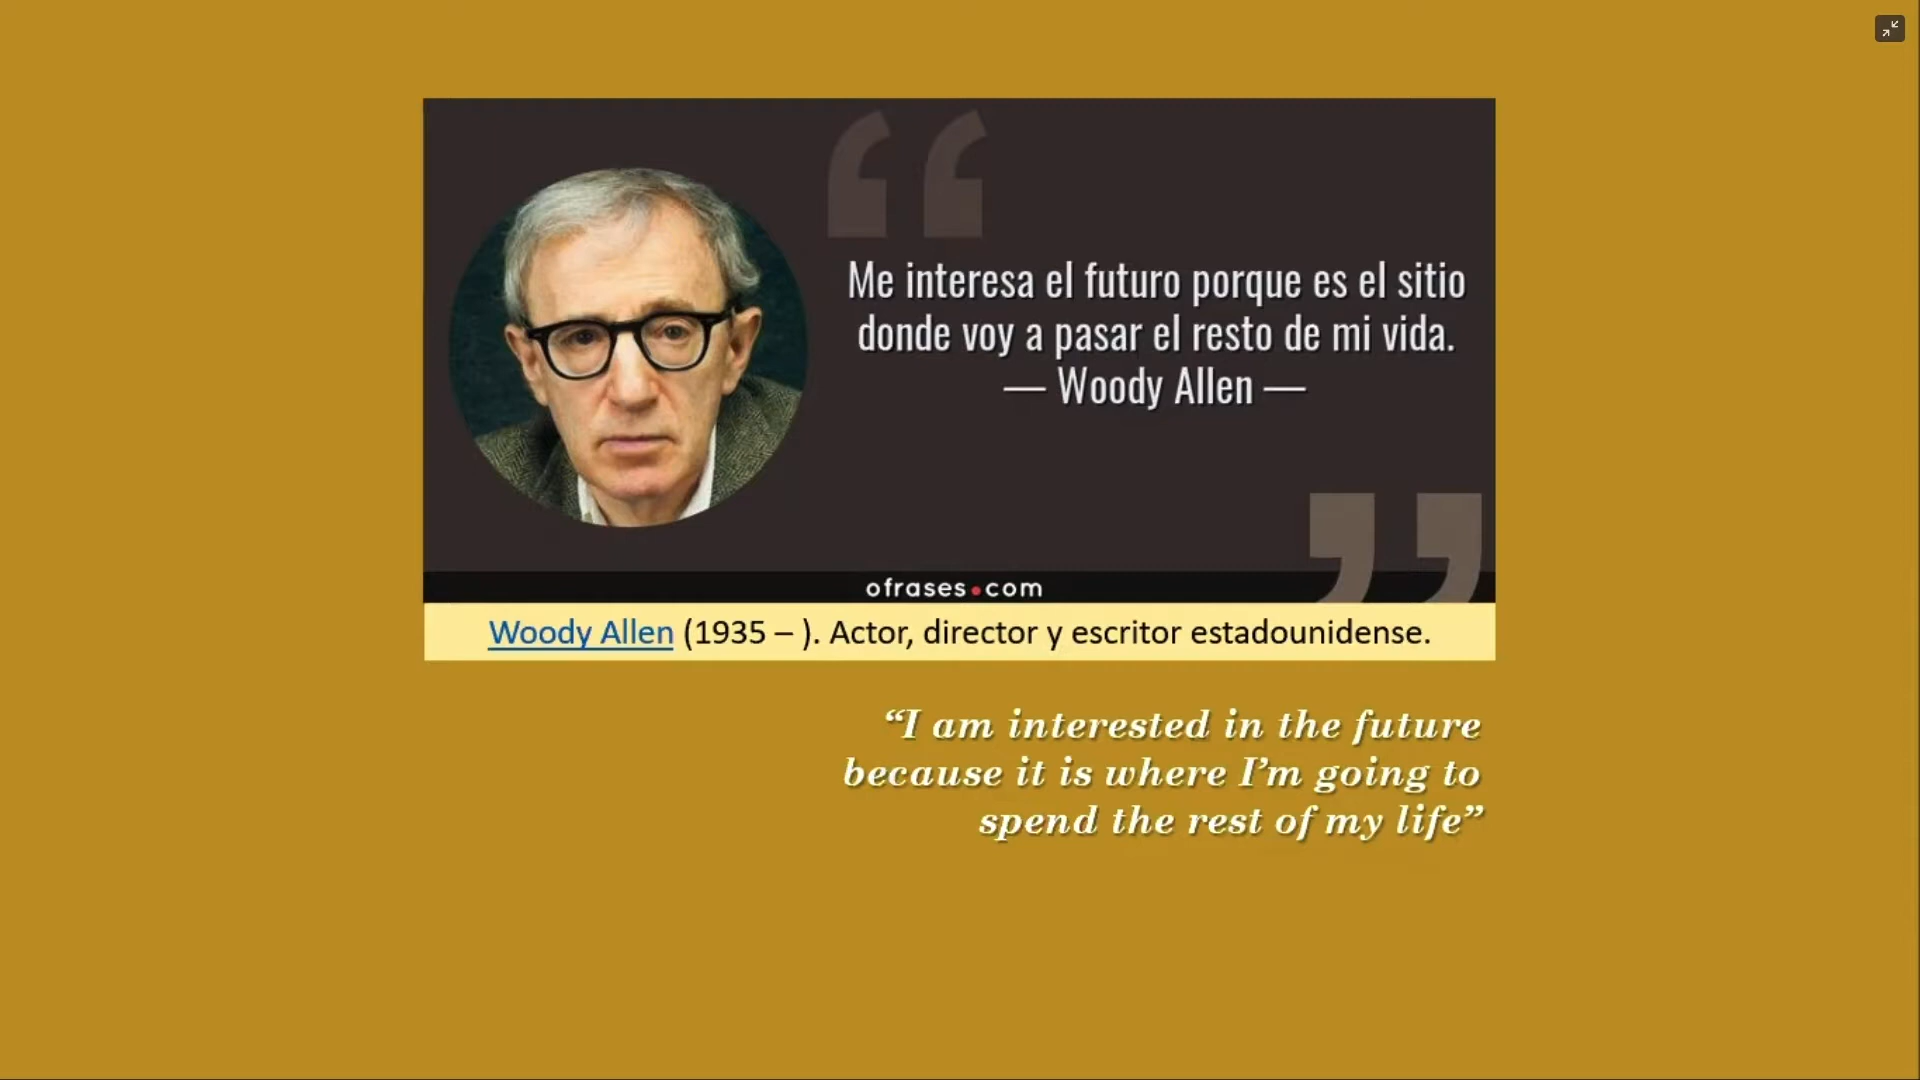 Me interesa el futuro porque es el sitio
donde voy a pasar el resto de mi vida.
— Woody Allen —
ofrases.com
Woody Allen (1935 – ). Actor, director y escritor estadounidense.
“I am interested in the future
because it is where I’m going to
spend the rest of my life”